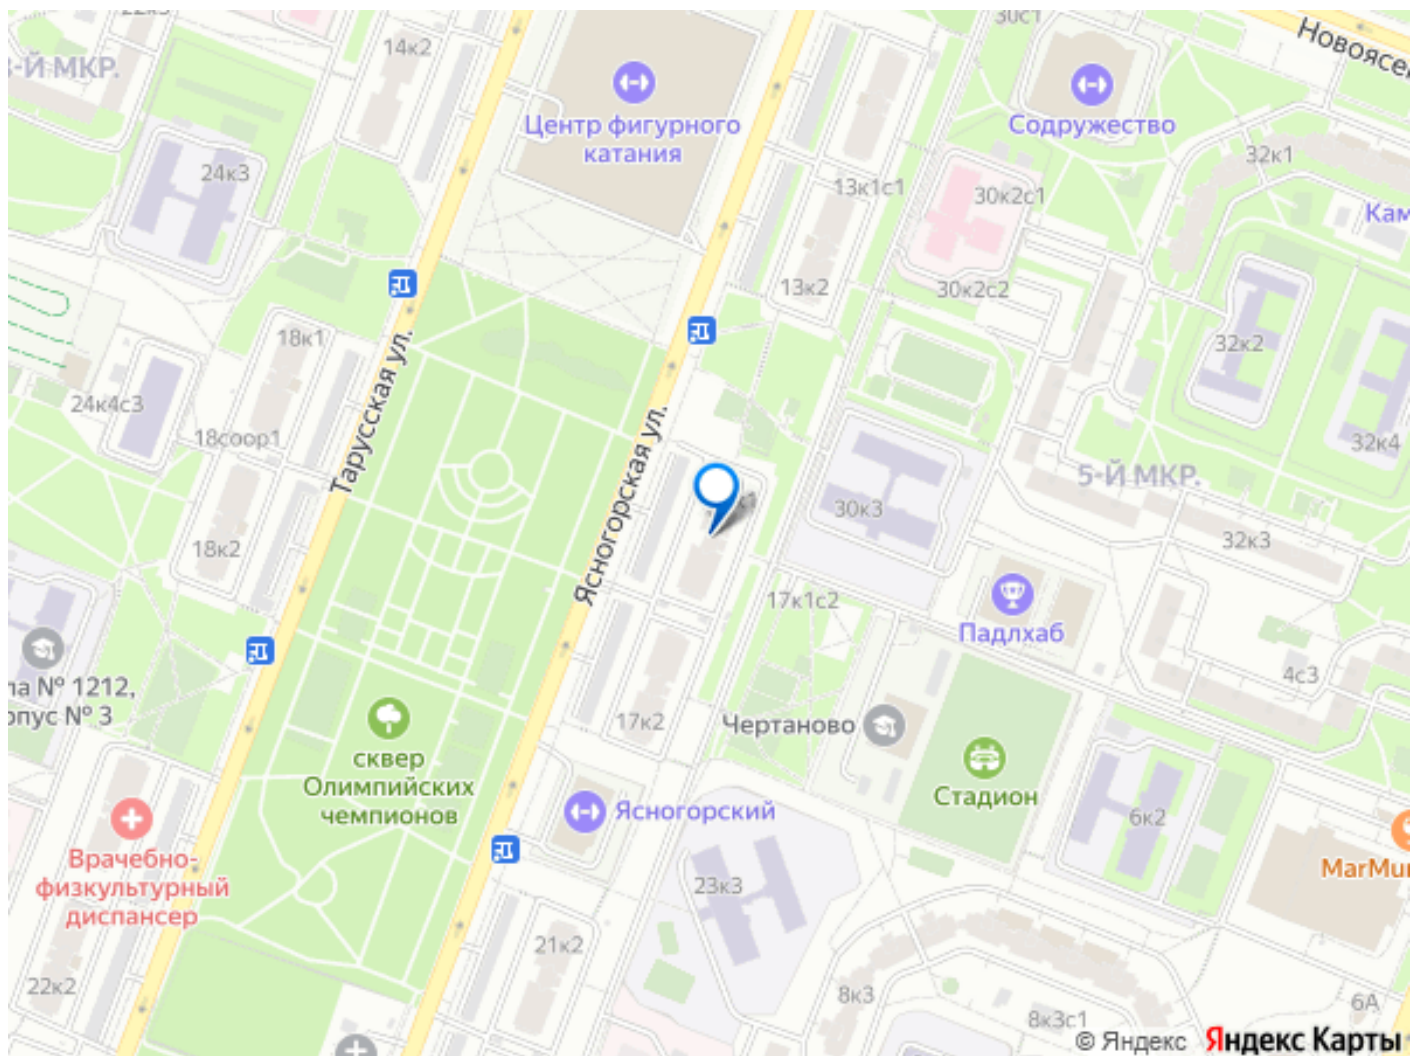 30с1
Новоясе
14к2
3-Й МКР.
Центр фигурного
катания
Содружество
32к1
24к3
13к1с1
30к2с1
Кам
13к2
30к2с2
18к1
32к2
24к4с3
Тарусская ул.
18соор1
32к4
Ясногорская ул.
5-Й МКР.
30к3
18к2
32к3
17к1с2
Падлхаб
4с3
ла № 1212,
рпус № 3
17к2
Чертаново
сквер
Олимпийских
чемпионов
Стадион
Ясногорский
6к2
Врачебно-
физкультурный
диспансер
MarMu
23к3
21к2
22к2
8к3
6А
8к3с1
© Яндекс Яндекс Карты